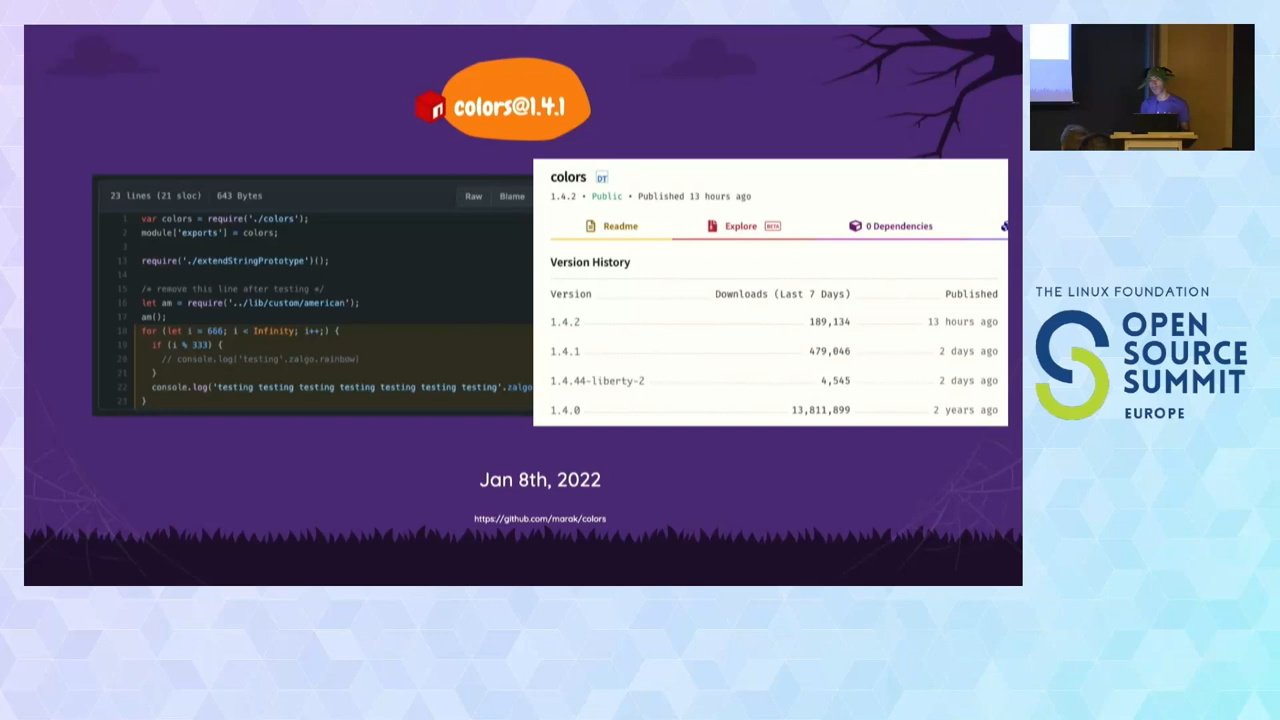 colors@1.4.1
23 lines (21 sloc) 643 Bytes Raw Blame
1 var colors = require('./colors');
2 module['exports'] = colors;
3
13 require('./extendStringPrototype')();
14
15 /* remove this line after testing */
16 let am = require('../lib/custom/american');
17 am();
18 for (let i = 666; i < Infinity; i++;) {
19 if (i % 333) {
20 // console.log('testing'.zalgo.rainbow)
21 }
22 console.log('testing testing testing testing testing testing testing'.zalgo
23 }
colors DT
1.4.2 • Public • Published 13 hours ago
Readme Explore BETA 0 Dependencies
Version History
Version Downloads (Last 7 Days) Published
1.4.2 189,134 13 hours ago
1.4.1 479,046 2 days ago
1.4.44-liberty-2 4,545 2 days ago
1.4.0 13,811,899 2 years ago
Jan 8th, 2022
https://github.com/marak/colors
THE LINUX FOUNDATION
OPEN
SOURCE
SUMMIT
EUROPE